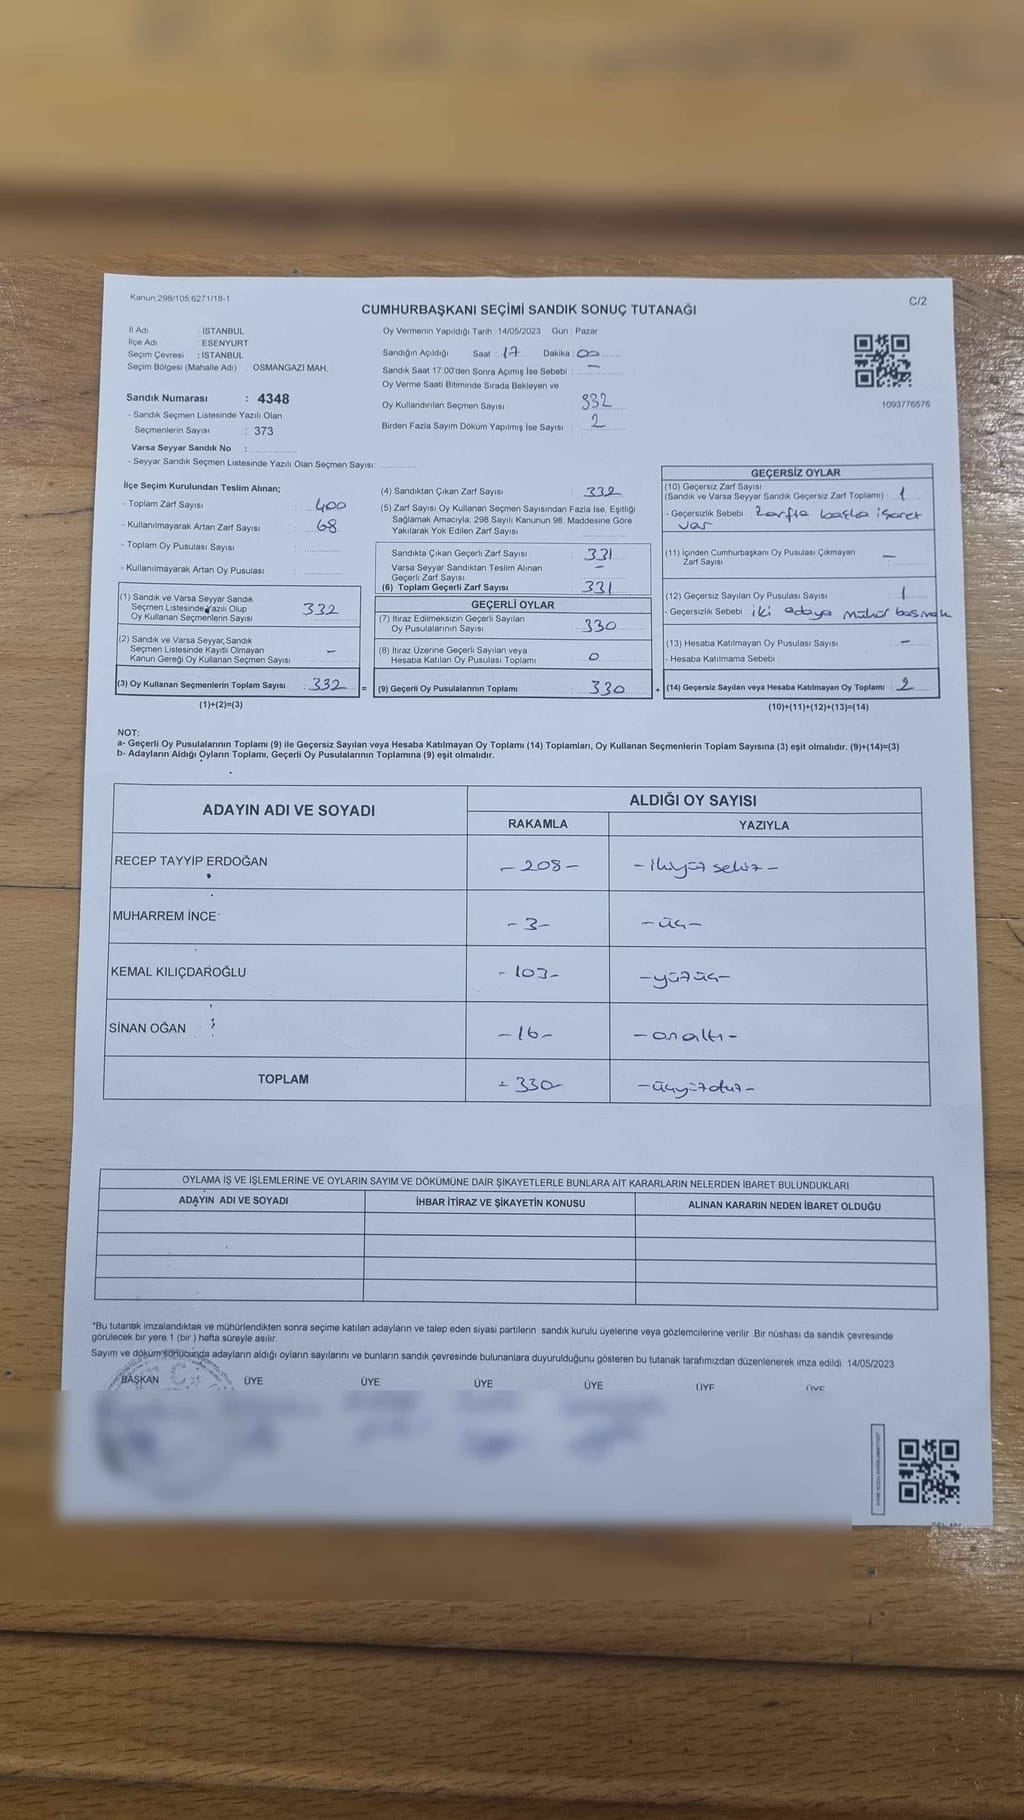 Kanun:298/105;6271/18-1
C/2
CUMHURBAŞKANI SEÇİMİ SANDIK SONUÇ TUTANAĞI
İl Adı : İSTANBUL
İlçe Adı : ESENYURT
Seçim Çevresi : İSTANBUL
Seçim Bölgesi (Mahalle Adı) : OSMANGAZİ MAH.
Sandık Numarası : 4348
- Sandık Seçmen Listesinde Yazılı Olan
Seçmenlerin Sayısı : 373
Varsa Seyyar Sandık No :
- Seyyar Sandık Seçmen Listesinde Yazılı Olan Seçmen Sayısı:
Oy Vermenin Yapıldığı Tarih :14/05/2023 Gün : Pazar
Sandığın Açıldığı Saat : 17 Dakika : 00
Sandık Saat 17:00'den Sonra Açımış İse Sebebi : -
Oy Verme Saati Bitiminde Sırada Bekleyen ve
Oy Kullandırılan Seçmen Sayısı : 332
Birden Fazla Sayım Döküm Yapılmış İse Sayısı : 2
1093776576
İlçe Seçim Kurulundan Teslim Alınan;
- Toplam Zarf Sayısı : 400
- Kullanılmayarak Artan Zarf Sayısı : 68
- Toplam Oy Pusulası Sayısı :
- Kullanılmayarak Artan Oy Pusulası :
(1) Sandık ve Varsa Seyyar Sandık
Seçmen Listesinde Yazılı Olup
Oy Kullanan Seçmenlerin Sayısı 332
(2) Sandık ve Varsa Seyyar Sandık
Seçmen Listesinde Kayıtlı Olmayan
Kanun Gereği Oy Kullanan Seçmen Sayısı -
(3) Oy Kullanan Seçmenlerin Toplam Sayısı : 332 =
(1)+(2)=(3)
(4) Sandıktan Çıkan Zarf Sayısı : 332
(5) Zarf Sayısı Oy Kullanan Seçmen Sayısından Fazla İse, Eşitliği
Sağlamak Amacıyla; 298 Sayılı Kanunun 98. Maddesine Göre
Yakılarak Yok Edilen Zarf Sayısı
Sandıkta Çıkan Geçerli Zarf Sayısı : 331
Varsa Seyyar Sandıktan Teslim Alınan
Geçerli Zarf Sayısı -
(6) Toplam Geçerli Zarf Sayısı : 331
GEÇERLİ OYLAR
(7) İtiraz Edilmeksizin Geçerli Sayılan
Oy Pusulalarının Sayısı : 330
(8) İtiraz Üzerine Geçerli Sayılan veya
Hesaba Katılan Oy Pusulası Toplamı : 0
(9) Geçerli Oy Pusulalarının Toplamı : 330 +
GEÇERSİZ OYLAR
(10) Geçersiz Zarf Sayısı
(Sandık ve Varsa Seyyar Sandık Geçersiz Zarf Toplamı) : 1
- Geçersizlik Sebebi : Zarfta başka işaret
var
(11) İçinden Cumhurbaşkanı Oy Pusulası Çıkmayan
Zarf Sayısı : -
(12) Geçersiz Sayılan Oy Pusulası Sayısı : 1
- Geçersizlik Sebebi : iki adaya mühür basmak
(13) Hesaba Katılmayan Oy Pusulası Sayısı : -
- Hesaba Katılmama Sebebi :
(14) Geçersiz Sayılan veya Hesaba Katılmayan Oy Toplamı : 2
(10)+(11)+(12)+(13)=(14)
NOT:
a- Geçerli Oy Pusulalarının Toplamı (9) ile Geçersiz Sayılan veya Hesaba Katılmayan Oy Toplamı (14) Toplamları, Oy Kullanan Seçmenlerin Toplam Sayısına (3) eşit olmalıdır. (9)+(14)=(3)
b- Adayların Aldığı Oyların Toplamı, Geçerli Oy Pusulalarının Toplamına (9) eşit olmalıdır.
ADAYIN ADI VE SOYADI
ALDIĞI OY SAYISI
RAKAMLA YAZIYLA
RECEP TAYYİP ERDOĞAN -208- -ikiyüz sekiz-
MUHARREM İNCE -3- -üç-
KEMAL KILIÇDAROĞLU -103- -yüzüç-
SİNAN OĞAN -16- -onaltı-
TOPLAM -330- -üçyüzotuz-
OYLAMA İŞ VE İŞLEMLERİNE VE OYLARIN SAYIM VE DÖKÜMÜNE DAİR ŞİKAYETLERLE BUNLARA AİT KARARLARIN NELERDEN İBARET BULUNDUKLARI
ADAYIN ADI VE SOYADI İHBAR İTİRAZ VE ŞİKAYETİN KONUSU ALINAN KARARIN NEDEN İBARET OLDUĞU
*Bu tutanak imzalandıktan ve mühürlendikten sonra seçime katılan adayların ve talep eden siyasi partilerin sandık kurulu üyelerine veya gözlemcilerine verilir. Bir nüshası da sandık çevresinde
görülecek bir yere 1 (bir ) hafta süreyle asılır.
Sayım ve döküm sonucunda adayların aldığı oyların sayılarını ve bunların sandık çevresinde bulunanlara duyurulduğunu gösteren bu tutanak tarafımızdan düzenlenerek imza edildi. 14/05/2023
BAŞKAN ÜYE ÜYE ÜYE ÜYE ÜYE ÜYE